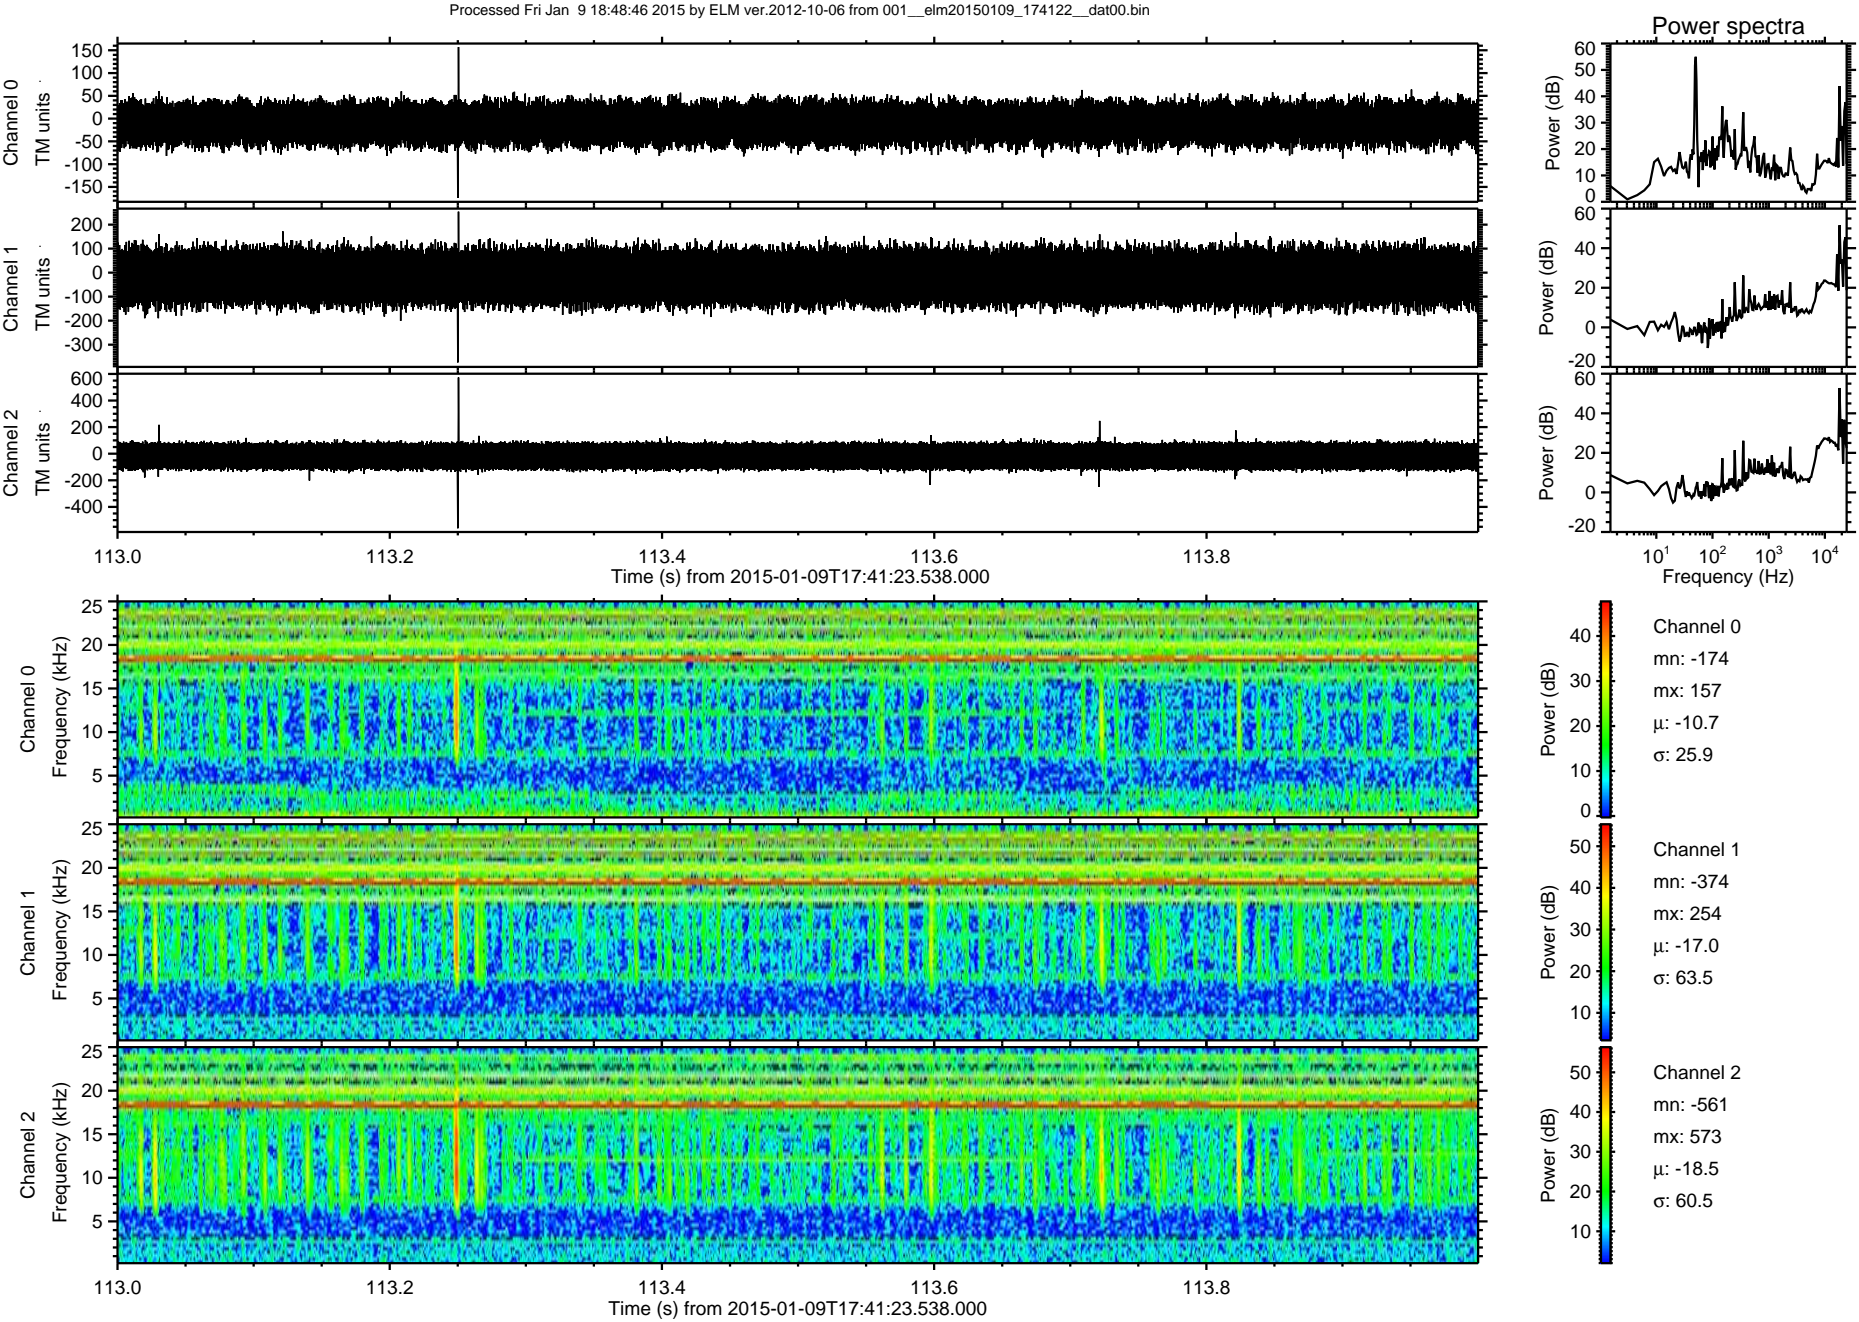 Processed Fri Jan  9 18:48:46 2015 by ELM ver.2012-10-06 from 001__elm20150109_174122__dat00.bin
Power spectra
Channel 0
TM units
150
100
50
0
-50
-100
-150
Power (dB)
60
50
40
30
20
10
0
Channel 1
TM units
200
100
0
-100
-200
-300
Power (dB)
60
40
20
0
-20
Channel 2
TM units
600
400
200
0
-200
-400
Power (dB)
60
40
20
0
-20
113.0 113.2 113.4 113.6 113.8
Time (s) from 2015-01-09T17:41:23.538.000
10¹ 10² 10³ 10⁴
Frequency (Hz)
Channel 0
Frequency (kHz)
25
20
15
10
5
Power (dB)
40
30
20
10
0
Channel 0
mn: -174
mx: 157
μ: -10.7
σ: 25.9
Channel 1
Frequency (kHz)
25
20
15
10
5
Power (dB)
50
40
30
20
10
Channel 1
mn: -374
mx: 254
μ: -17.0
σ: 63.5
Channel 2
Frequency (kHz)
25
20
15
10
5
Power (dB)
50
40
30
20
10
Channel 2
mn: -561
mx: 573
μ: -18.5
σ: 60.5
113.0 113.2 113.4 113.6 113.8
Time (s) from 2015-01-09T17:41:23.538.000